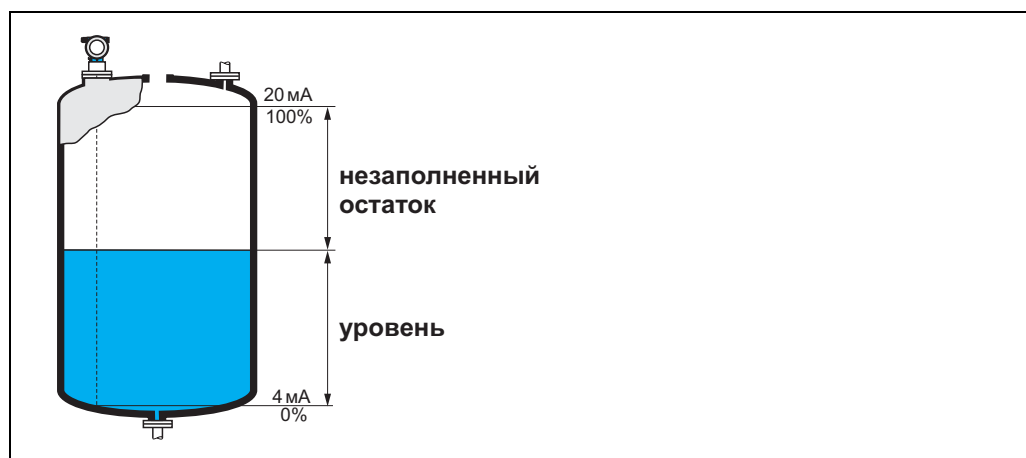 20 мА
100%
незаполненный
остаток
уровень
4 мА
0%